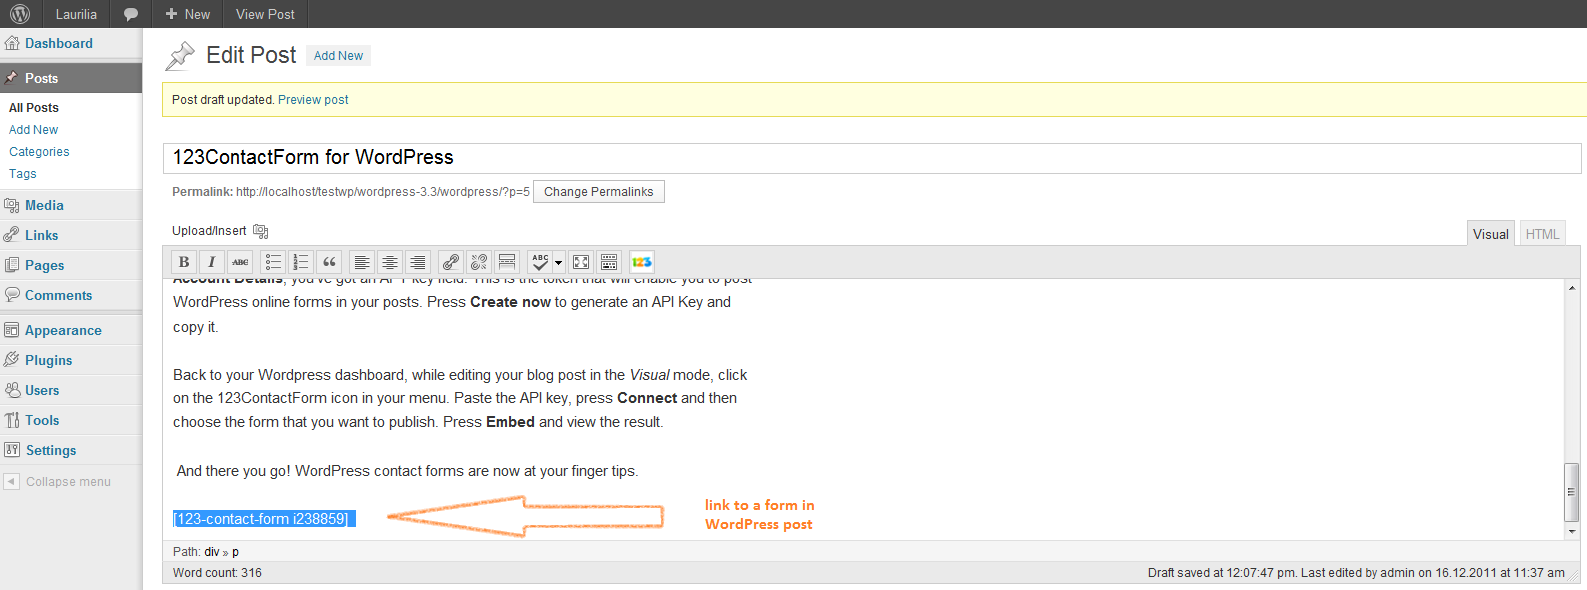 Laurilia
New
View Post
Dashboard
Posts
All Posts
Add New
Categories
Tags
Media
Links
Pages
Comments
Appearance
Plugins
Users
Tools
Settings
Collapse menu
Edit Post
Add New
Post draft updated. Preview post
123ContactForm for WordPress
Permalink: http://localhost/testwp/wordpress-3.3/wordpress/?p=5
Change Permalinks
Upload/Insert
Visual
HTML
B I ABC
1 2 3
ABC
123
Account Details, you've got an API key field. This is the token that will enable you to post
WordPress online forms in your posts. Press Create now to generate an API Key and
copy it.
Back to your Wordpress dashboard, while editing your blog post in the Visual mode, click
on the 123ContactForm icon in your menu. Paste the API key, press Connect and then
choose the form that you want to publish. Press Embed and view the result.
And there you go! WordPress contact forms are now at your finger tips.
[123-contact-form i238859]
link to a form in
WordPress post
Path: div » p
Word count: 316
Draft saved at 12:07:47 pm. Last edited by admin on 16.12.2011 at 11:37 am